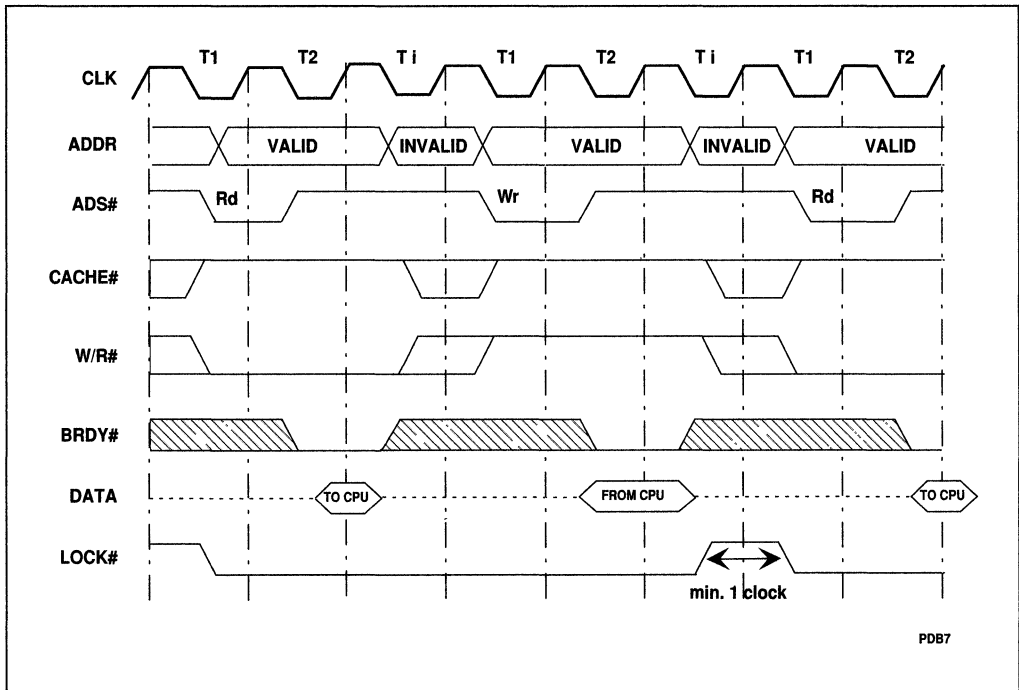 T1 T2 T i T1 T2 T i T1 T2
CLK
ADDR VALID INVALID VALID INVALID VALID
ADS# Rd Wr Rd
CACHE#
W/R#
BRDY#
DATA TO CPU FROM CPU TO CPU
LOCK#
min. 1 clock
PDB7